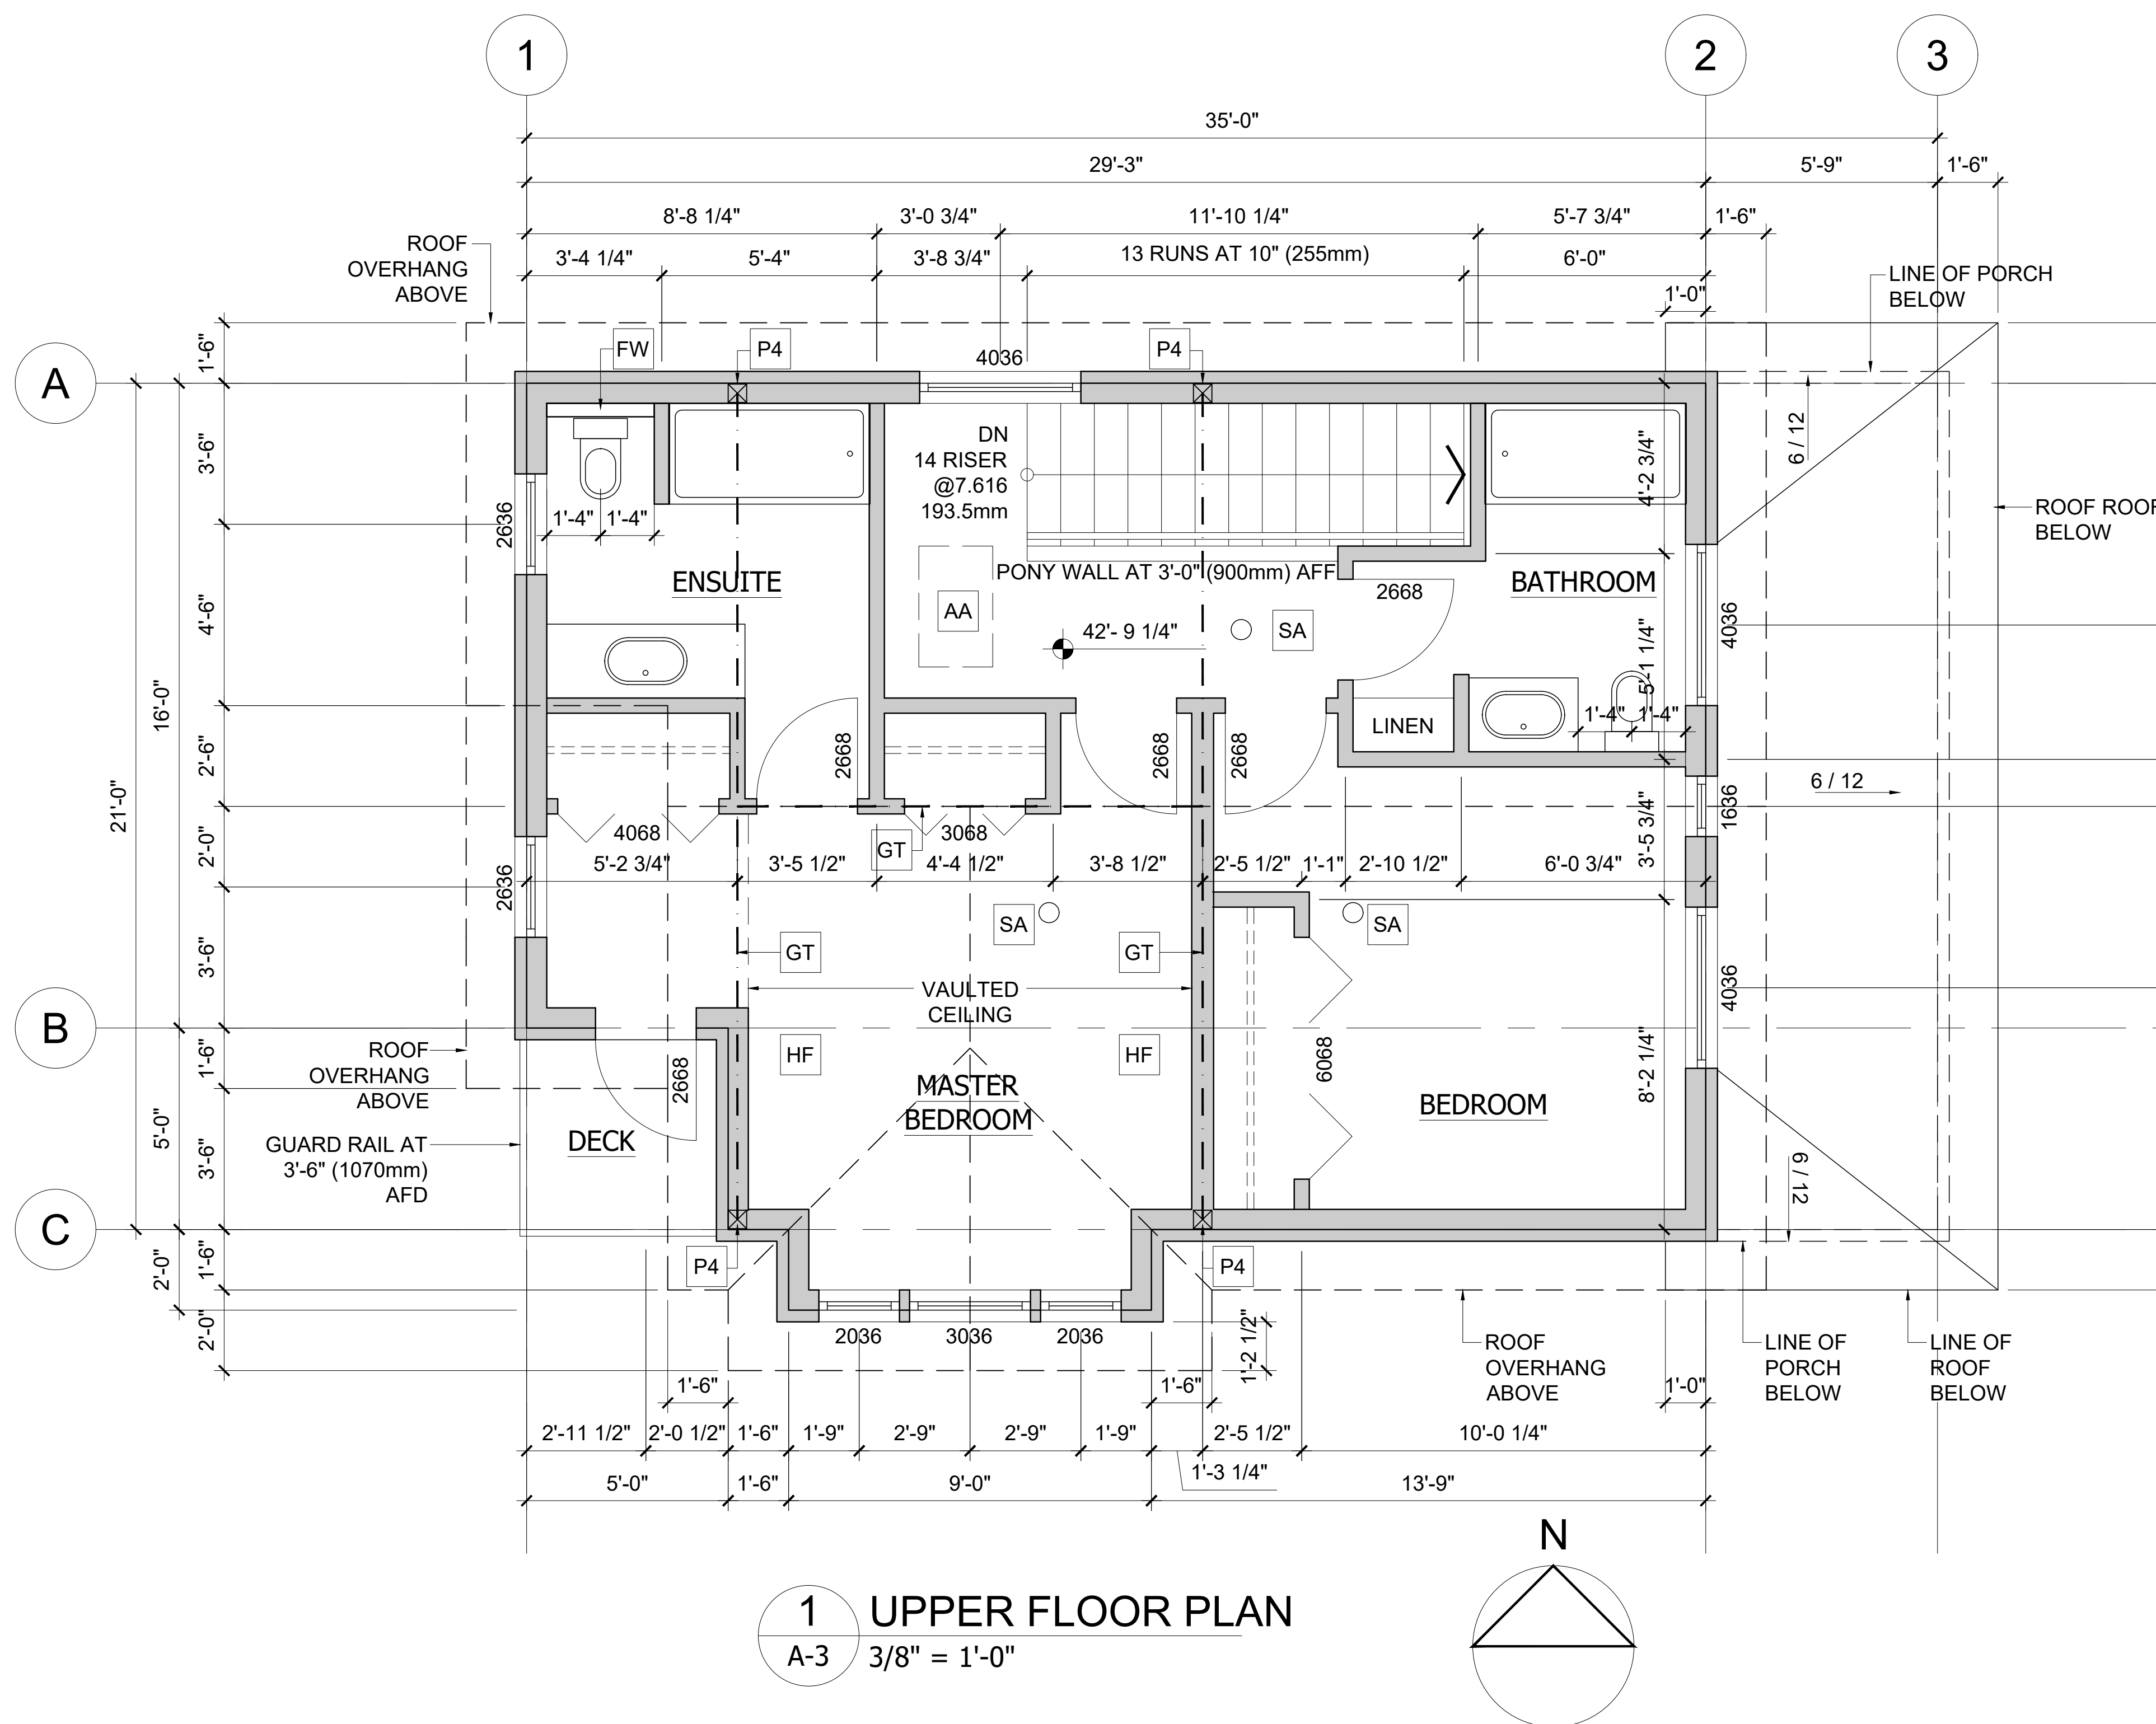 1
2
3
35'-0"
29'-3"
5'-9"
1'-6"
8'-8 1/4"
3'-0 3/4"
11'-10 1/4"
5'-7 3/4"
1'-6"
3'-4 1/4"
5'-4"
3'-8 3/4"
13 RUNS AT 10" (255mm)
6'-0"
1'-0"
ROOF
OVERHANG
ABOVE
LINE OF PORCH
BELOW
FW
P4
4036
P4
A
1'-6"
3'-6"
4'-6"
2'-6"
2'-0"
3'-6"
1'-6"
3'-6"
1'-6"
2'-0"
16'-0"
5'-0"
2'-0"
21'-0"
DN
14 RISER
@7.616
193.5mm
4'-2 3/4"
6 / 12
ROOF ROOF
BELOW
2636
1'-4"
1'-4"
ENSUITE
PONY WALL AT 3'-0" (900mm) AFF
2668
BATHROOM
AA
42'- 9 1/4"
SA
4036
5'-1 1/4"
1'-4"
1'-4"
LINEN
2668
2668
2668
6 / 12
1636
3'-5 3/4"
4068
GT
3068
2636
5'-2 3/4"
3'-5 1/2"
4'-4 1/2"
3'-8 1/2"
2'-5 1/2"
1'-1"
2'-10 1/2"
6'-0 3/4"
SA
SA
GT
GT
VAULTED
CEILING
4036
B
HF
HF
6068
8'-2 1/4"
ROOF
OVERHANG
ABOVE
2668
MASTER
BEDROOM
BEDROOM
DECK
GUARD RAIL AT
3'-6" (1070mm)
AFD
6 / 12
C
P4
P4
2036
3036
2036
1'-2 1/2"
ROOF
OVERHANG
ABOVE
LINE OF
PORCH
BELOW
LINE OF
ROOF
BELOW
1'-6"
1'-6"
1'-0"
2'-11 1/2"
2'-0 1/2"
1'-6"
1'-9"
2'-9"
2'-9"
1'-9"
2'-5 1/2"
10'-0 1/4"
1'-3 1/4"
5'-0"
1'-6"
9'-0"
13'-9"
N
1
UPPER FLOOR PLAN
A-3
3/8" = 1'-0"